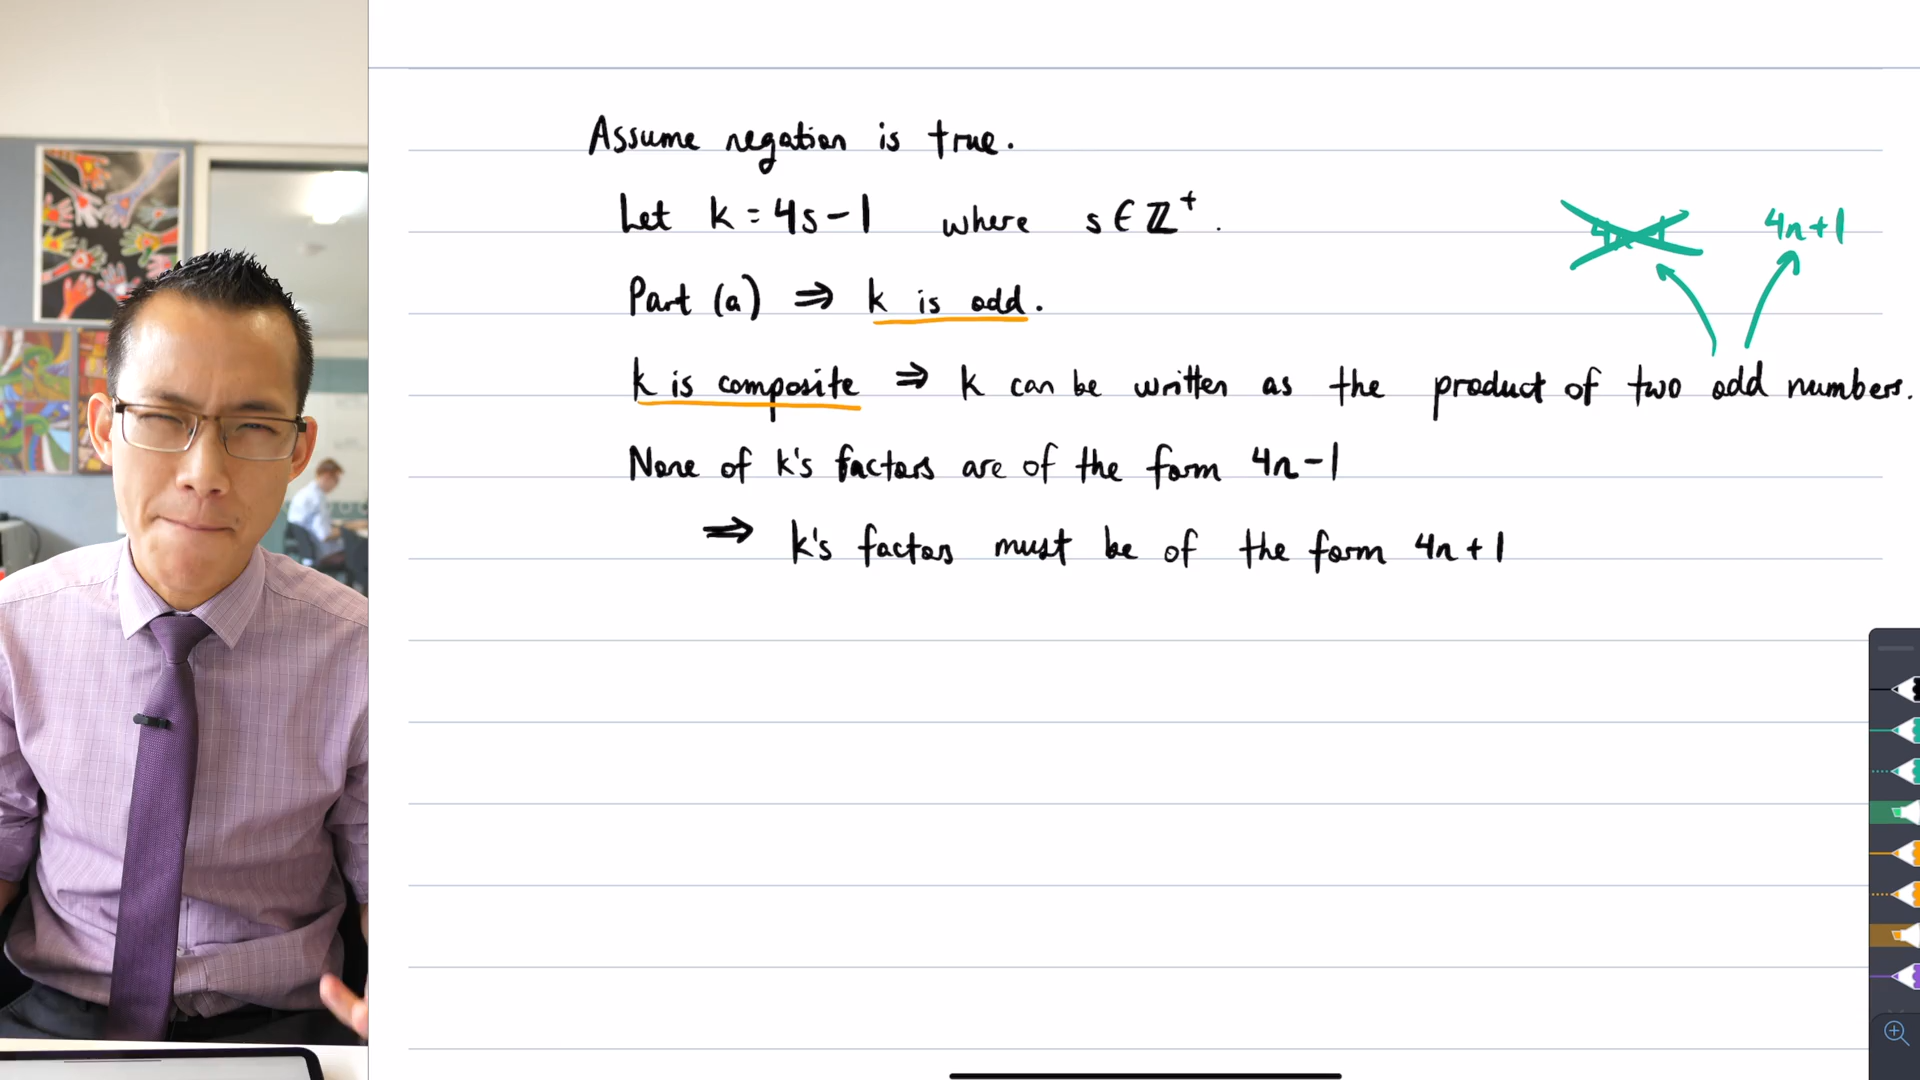 Assume negation is true.
Let k = 4s - 1 where s ∈ ℤ⁺.
4n+1
Part (a) ⇒ k is odd.
k is composite ⇒ k can be written as the product of two odd numbers.
None of k's factors are of the form 4n-1
⇒ k's factors must be of the form 4n+1